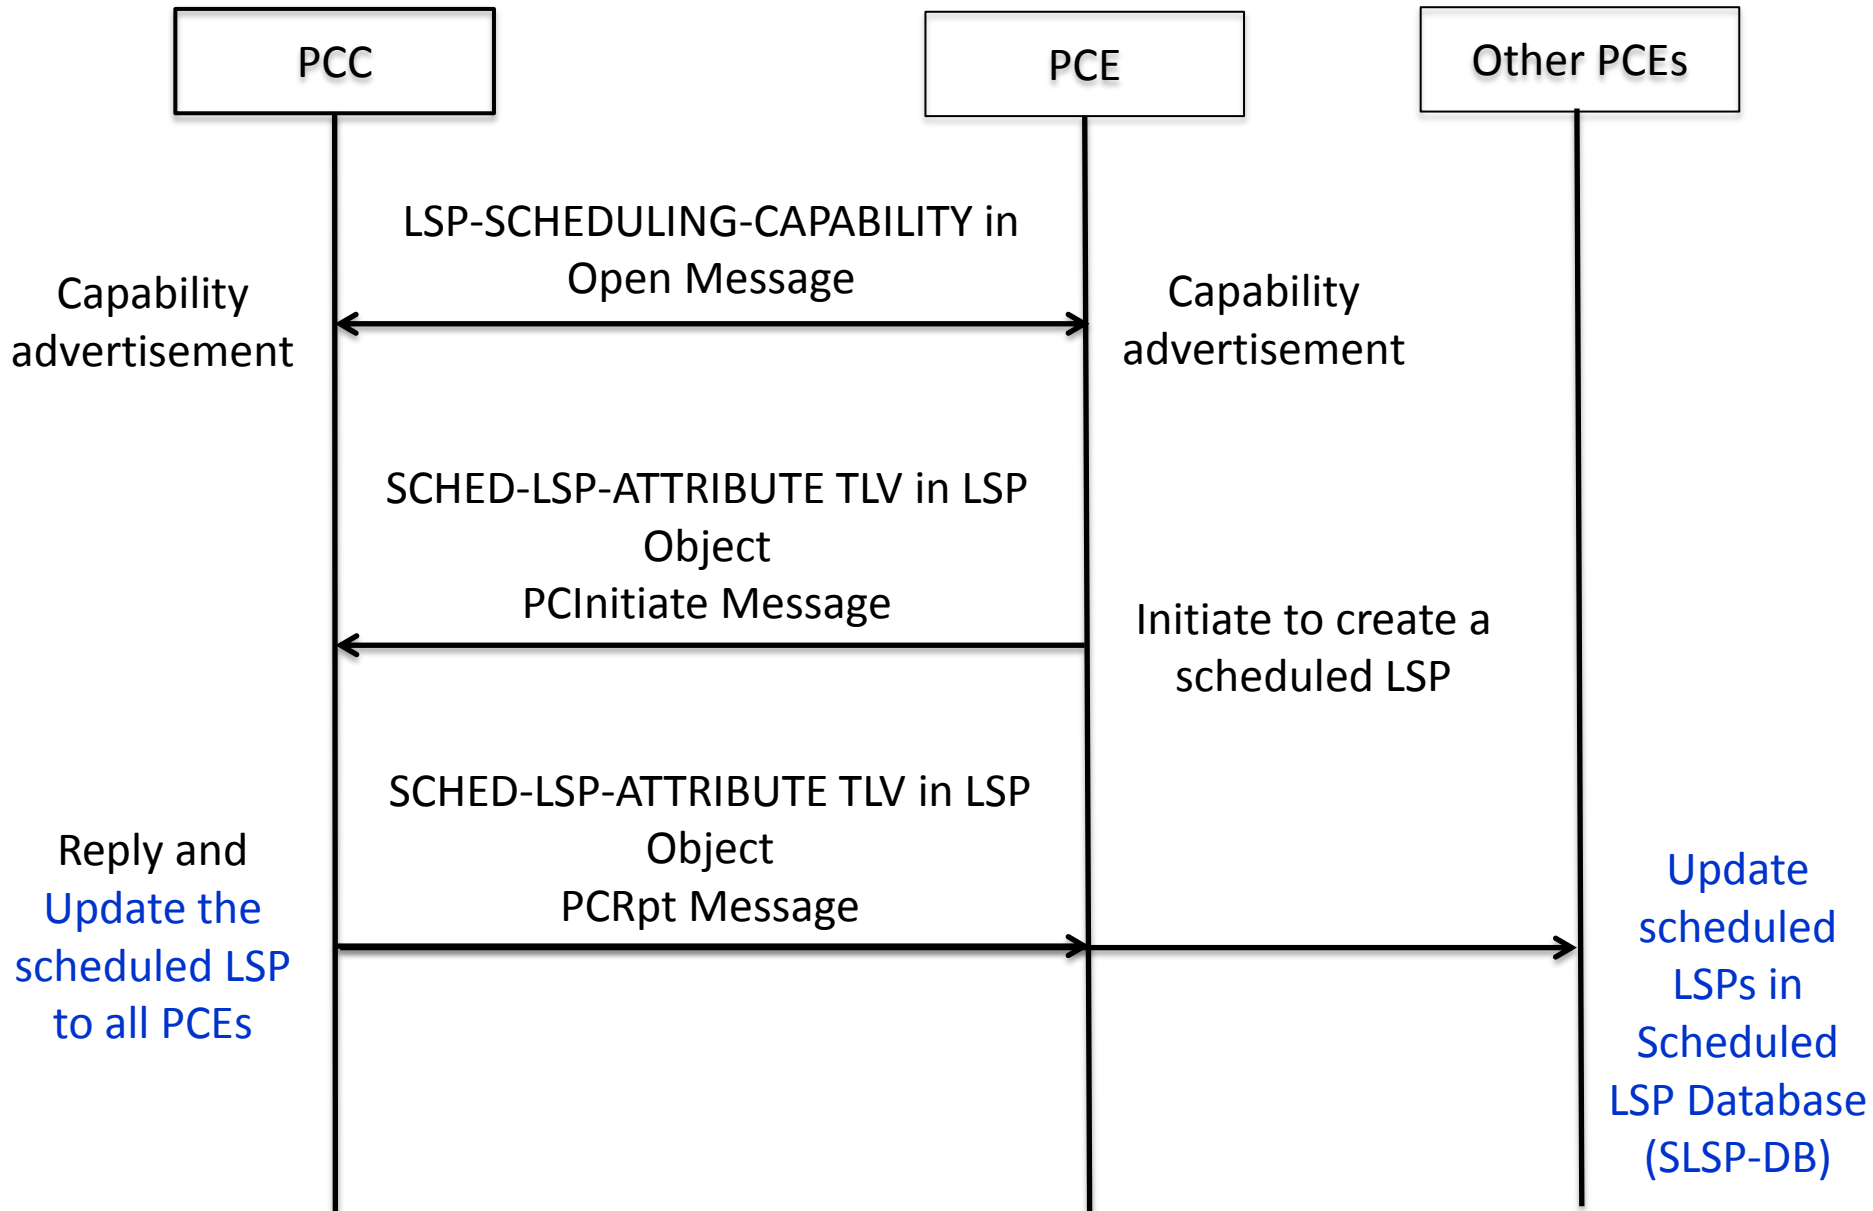 PCC
PCE
Other PCEs
LSP-SCHEDULING-CAPABILITY in
Open Message
Capability
advertisement
Capability
advertisement
SCHED-LSP-ATTRIBUTE TLV in LSP
Object
PCInitiate Message
Initiate to create a
scheduled LSP
SCHED-LSP-ATTRIBUTE TLV in LSP
Object
PCRpt Message
Reply and
Update the
scheduled LSP
to all PCEs
Update
scheduled
LSPs in
Scheduled
LSP Database
(SLSP-DB)